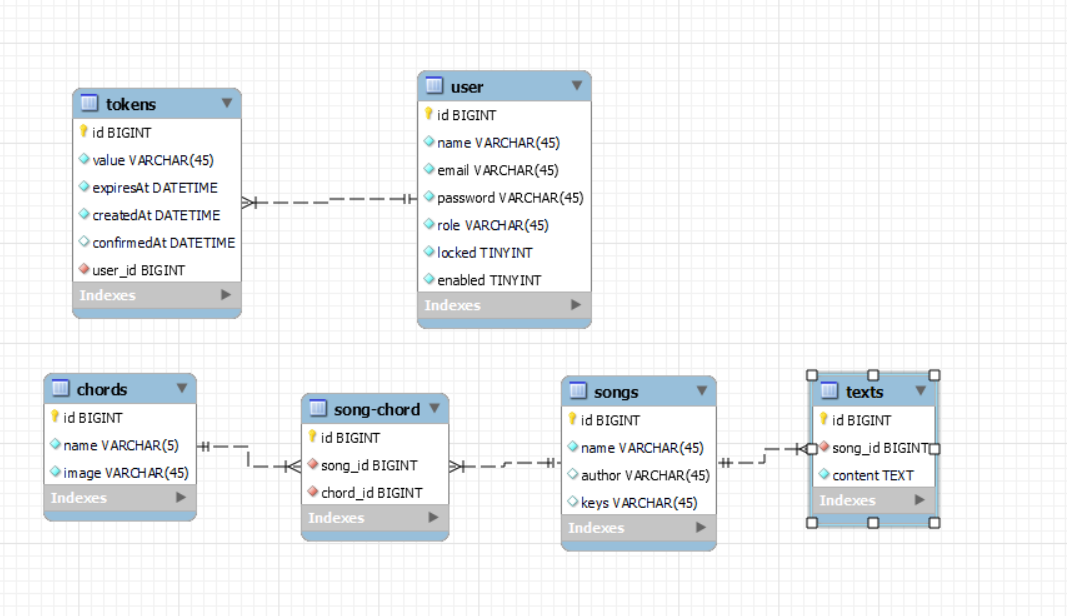 tokens
id BIGINT
value VARCHAR(45)
expiresAt DATETIME
createdAt DATETIME
confirmedAt DATETIME
user_id BIGINT
Indexes
user
id BIGINT
name VARCHAR(45)
email VARCHAR(45)
password VARCHAR(45)
role VARCHAR(45)
locked TINYINT
enabled TINYINT
Indexes
chords
id BIGINT
name VARCHAR(5)
image VARCHAR(45)
Indexes
song-chord
id BIGINT
song_id BIGINT
chord_id BIGINT
Indexes
songs
id BIGINT
name VARCHAR(45)
author VARCHAR(45)
keys VARCHAR(45)
Indexes
texts
id BIGINT
song_id BIGINT
content TEXT
Indexes